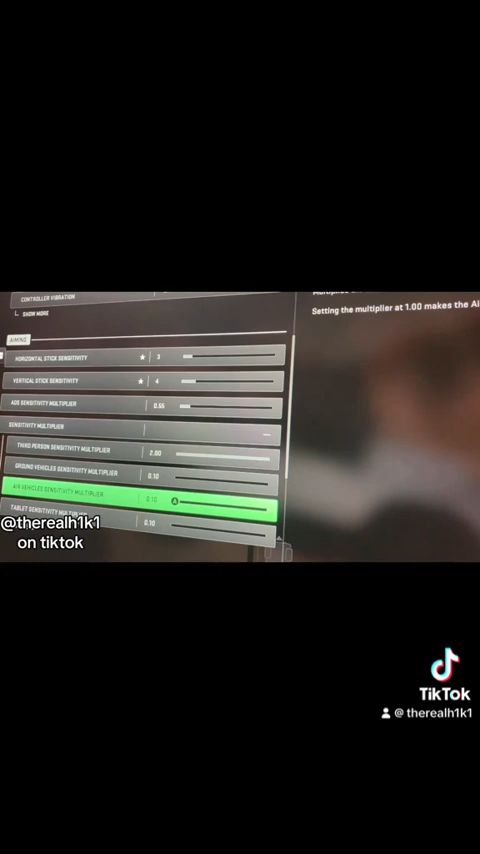 CONTROLLER VIBRATION
SHOW MORE
Setting the multiplier at 1.00 makes the
AIMING
HORIZONTAL STICK SENSITIVITY ★ 3
VERTICAL STICK SENSITIVITY ★ 4
ADS SENSITIVITY MULTIPLIER 0.55
SENSITIVITY MULTIPLIER
THIRD PERSON SENSITIVITY MULTIPLIER 2.00
GROUND VEHICLES SENSITIVITY MULTIPLIER 0.10
AIR VEHICLES SENSITIVITY MULTIPLIER 0.10 A
TABLET SENSITIVITY 0.10
@therealh1k1
on tiktok
TikTok
@ therealh1k1